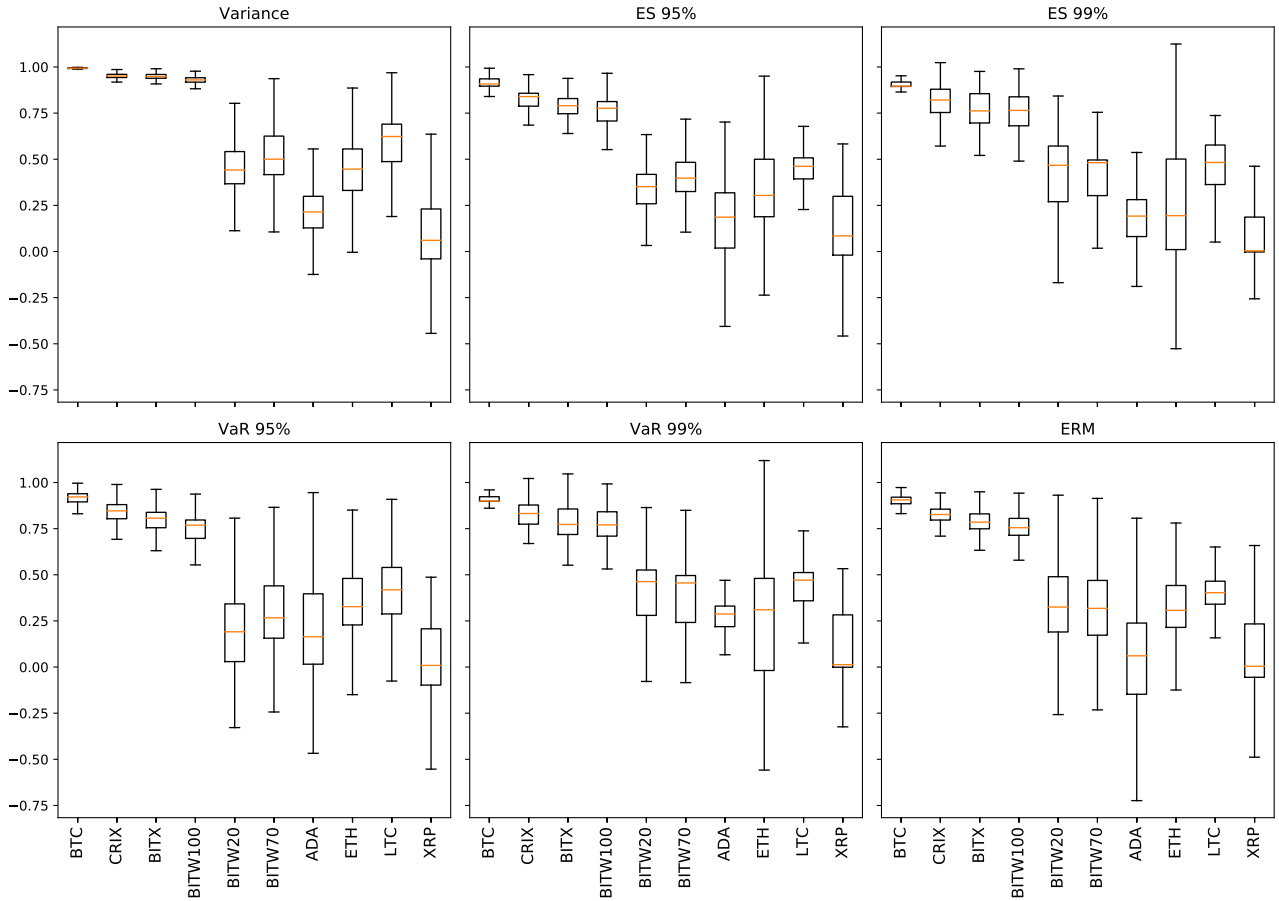 Variance
ES 95%
ES 99%
1.00
0.75
0.50
0.25
0.00
−0.25
−0.50
−0.75
VaR 95%
VaR 99%
ERM
1.00
0.75
0.50
0.25
0.00
−0.25
−0.50
−0.75
BTC
CRIX
BITX
BITW100
BITW20
BITW70
ADA
ETH
LTC
XRP
BTC
CRIX
BITX
BITW100
BITW20
BITW70
ADA
ETH
LTC
XRP
BTC
CRIX
BITX
BITW100
BITW20
BITW70
ADA
ETH
LTC
XRP